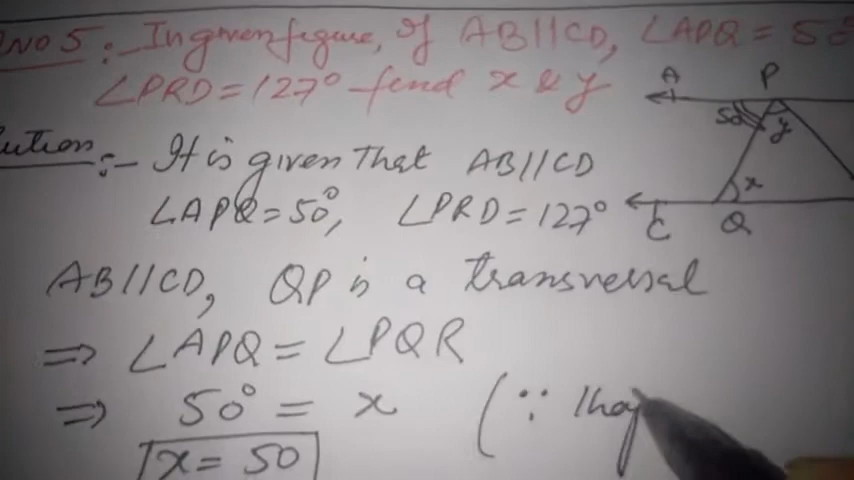 NO 5:- In given figure, If AB||CD, ∠APQ = 50°
∠PRD = 127° find x & y
A P
50° y
x
C Q
ution:- It is given that AB//CD
∠APQ = 50°, ∠PRD = 127°
AB//CD, QP is a transversal
⇒ ∠APQ = ∠PQR
⇒ 50° = x (∵
x = 50